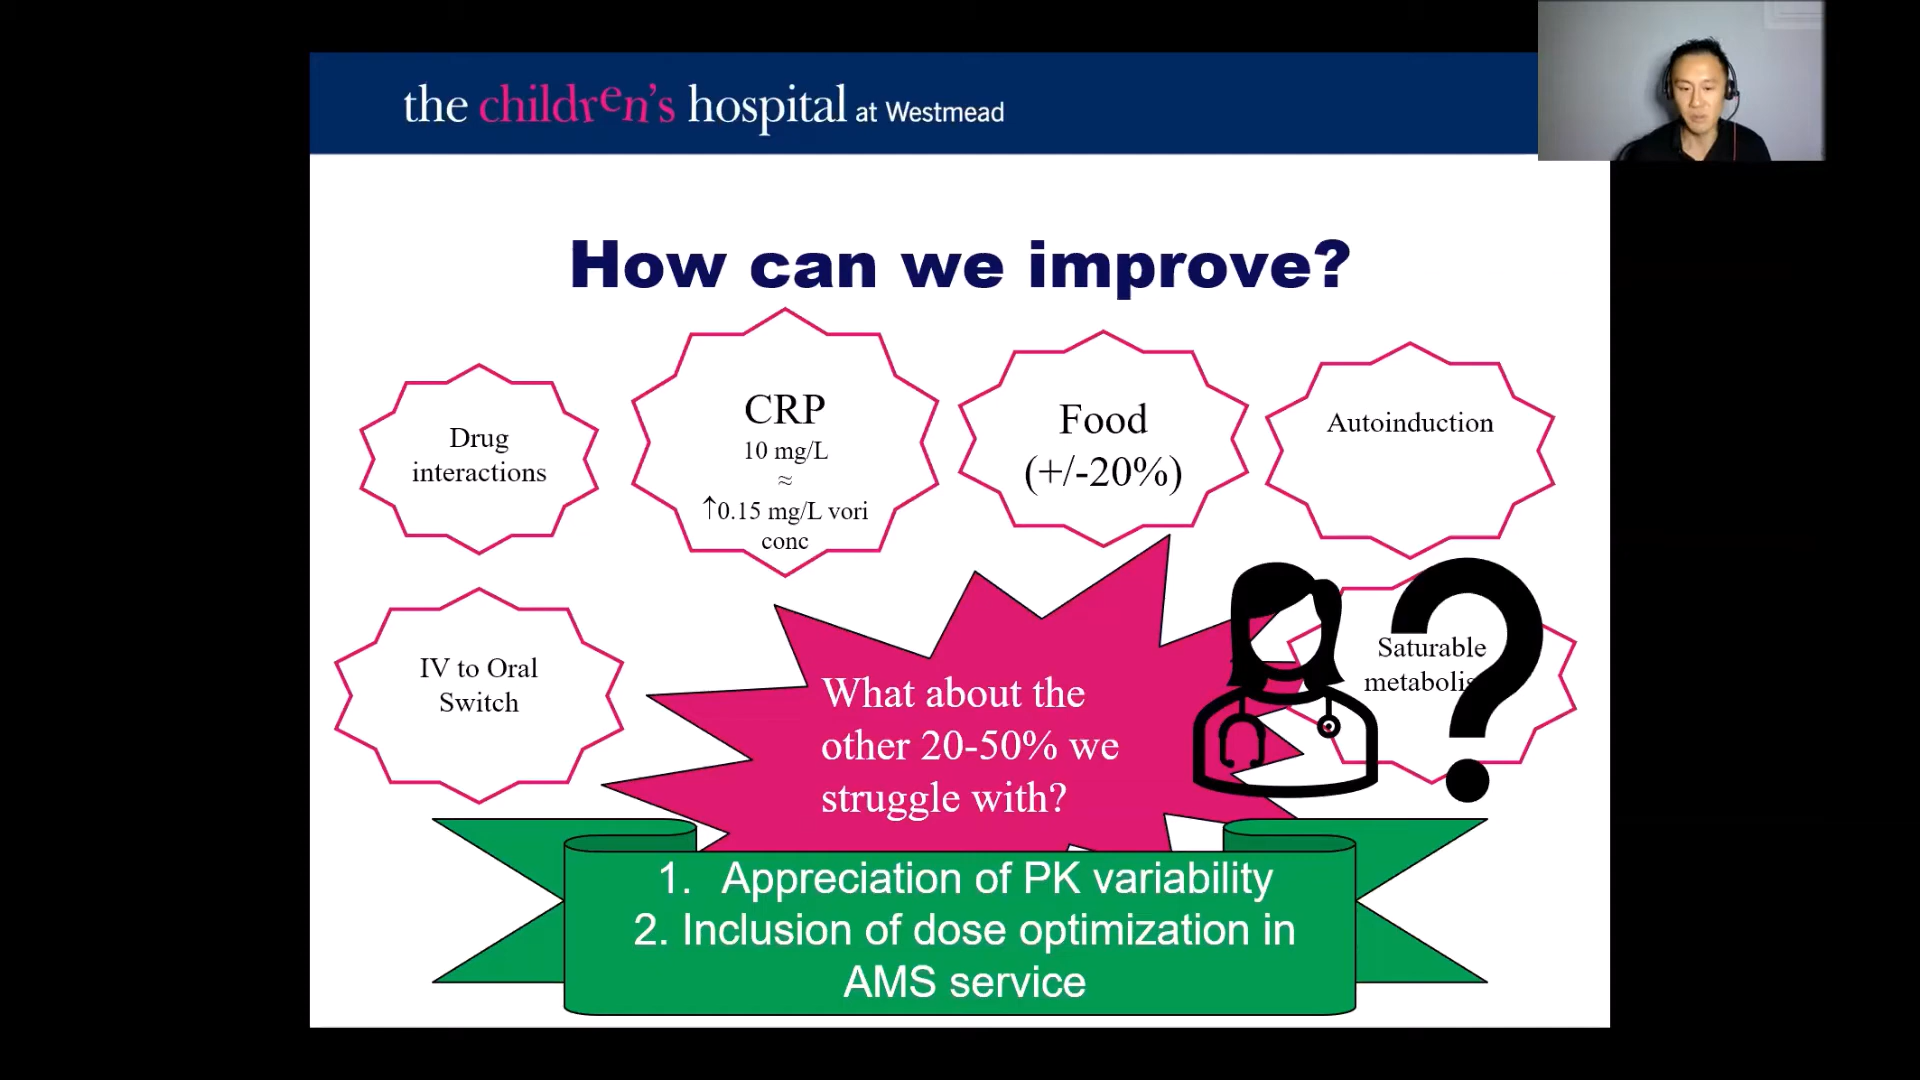 the children's hospital at Westmead
How can we improve?
Drug
interactions
CRP
10 mg/L
≈
↑0.15 mg/L vori
conc
Food
(+/-20%)
Autoinduction
IV to Oral
Switch
What about the
other 20-50% we
struggle with?
Saturable
1. Appreciation of PK variability
2. Inclusion of dose optimization in
AMS service